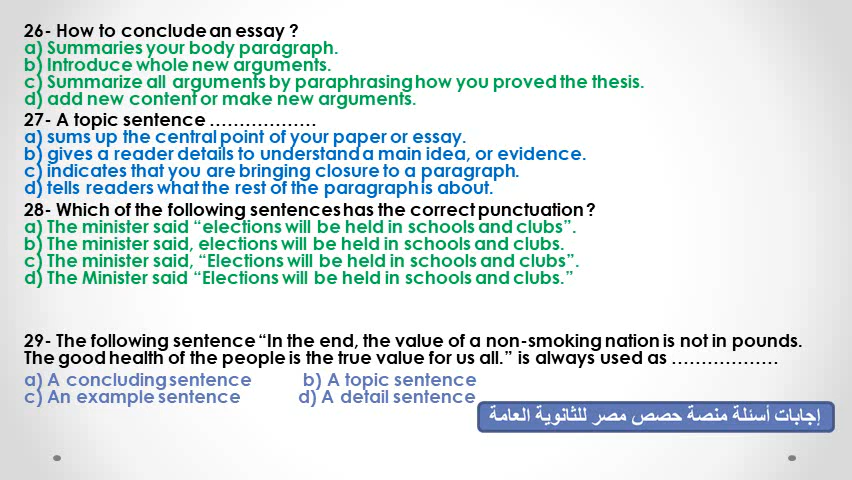 26- How to conclude an essay ?
a) Summaries your body paragraph.
b) Introduce whole new arguments.
c) Summarize all arguments by paraphrasing how you proved the thesis.
d) add new content or make new arguments.
27- A topic sentence ………………
a) sums up the central point of your paper or essay.
b) gives a reader details to understand a main idea, or evidence.
c) indicates that you are bringing closure to a paragraph.
d) tells readers what the rest of the paragraph is about.
28- Which of the following sentences has the correct punctuation ?
a) The minister said “elections will be held in schools and clubs”.
b) The minister said, elections will be held in schools and clubs.
c) The minister said, “Elections will be held in schools and clubs”.
d) The Minister said “Elections will be held in schools and clubs.”
29- The following sentence “In the end, the value of a non-smoking nation is not in pounds.
The good health of the people is the true value for us all.” is always used as ………………
a) A concluding sentence b) A topic sentence
c) An example sentence d) A detail sentence
إجابات أسئلة منصة حصص مصر للثانوية العامة